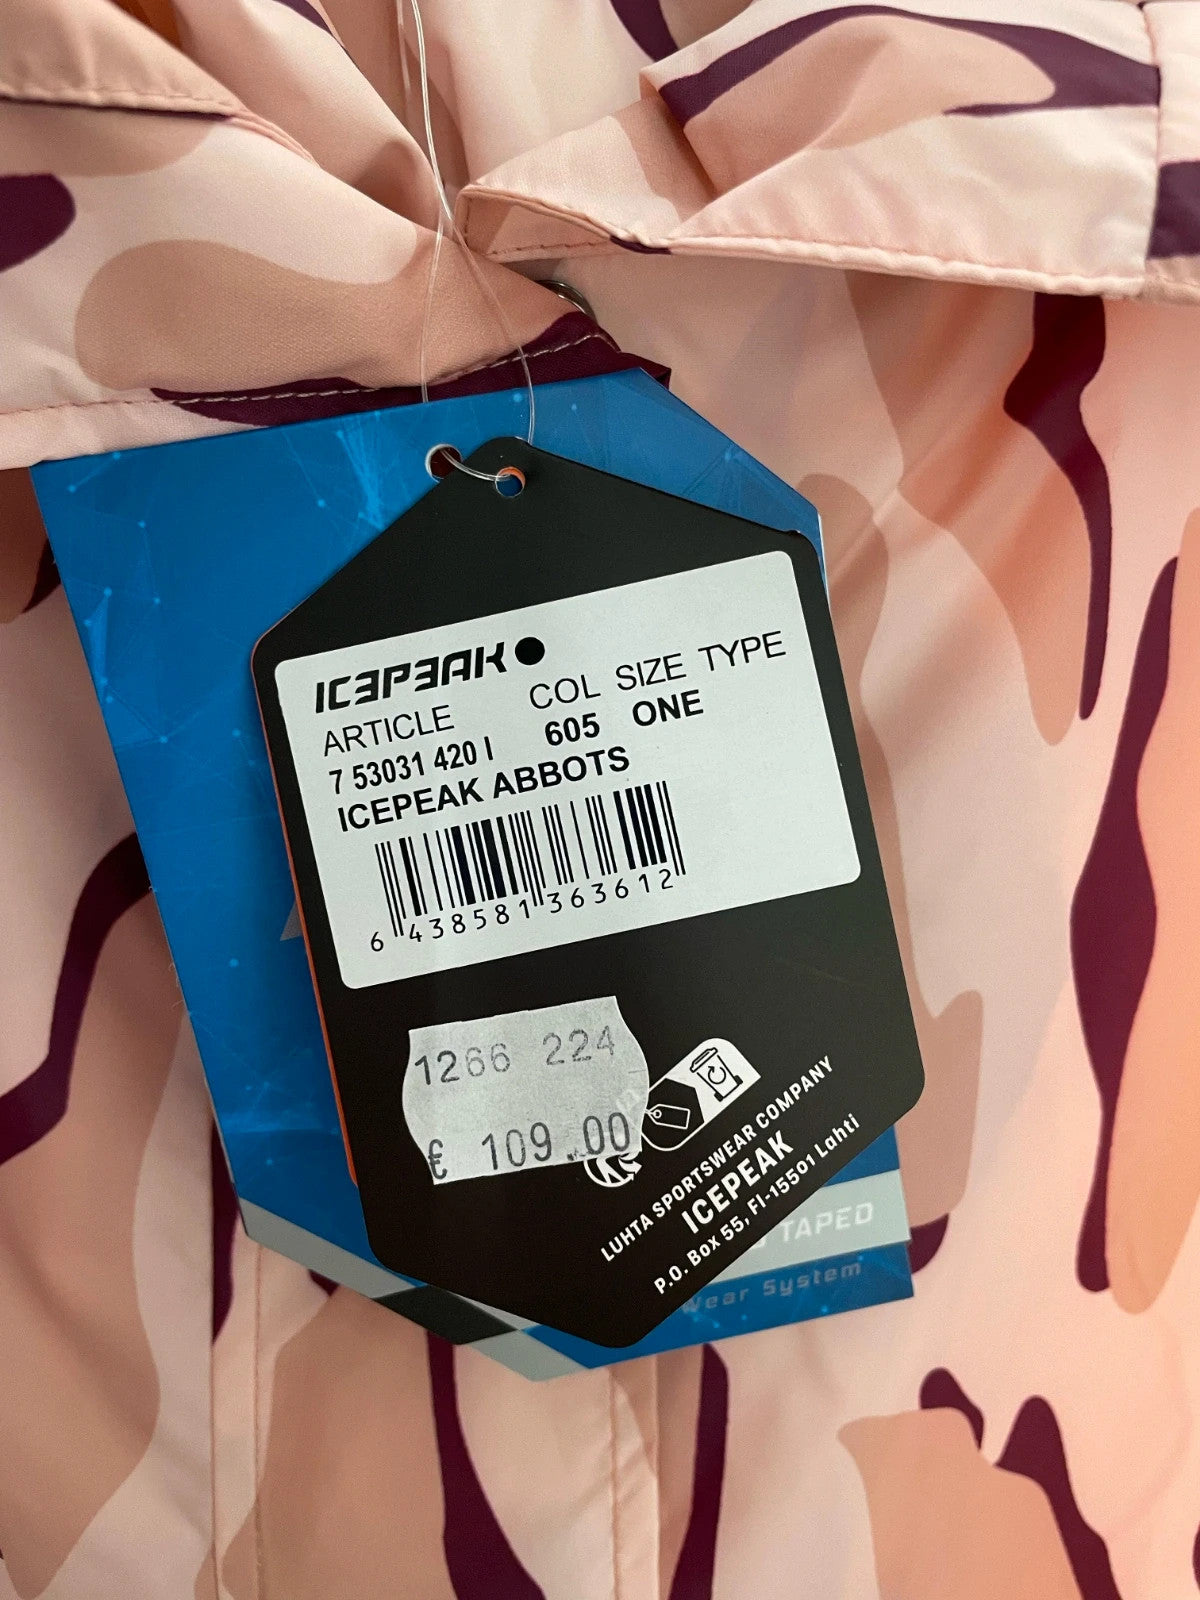 ICEPEAK
ARTICLE COL SIZE TYPE
7 53031 420 I 605 ONE
ICEPEAK ABBOTS
6 438581 363612
1266 224
€ 109.00
LUHTA SPORTSWEAR COMPANY
ICEPEAK
P.O. Box 55, FI-15501 Lahti
TAPED
Wear System